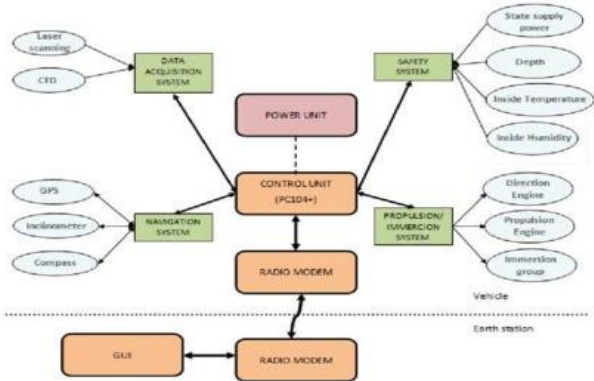 Laser
scanning
CTD
DATA
ACQUISITION
SYSTEM
State supply
power
Depth
Inside Temperature
Inside Humidity
SAFETY
SYSTEM
POWER UNIT
CONTROL UNIT
(PC104+)
GPS
Inclinometer
Compass
NAVIGATION
SYSTEM
PROPULSION/
IMMERCION
SYSTEM
Direction
Engine
Propulsion
Engine
Immersion
group
RADIO MODEM
Vehicle
Earth station
GUI
RADIO MODEM